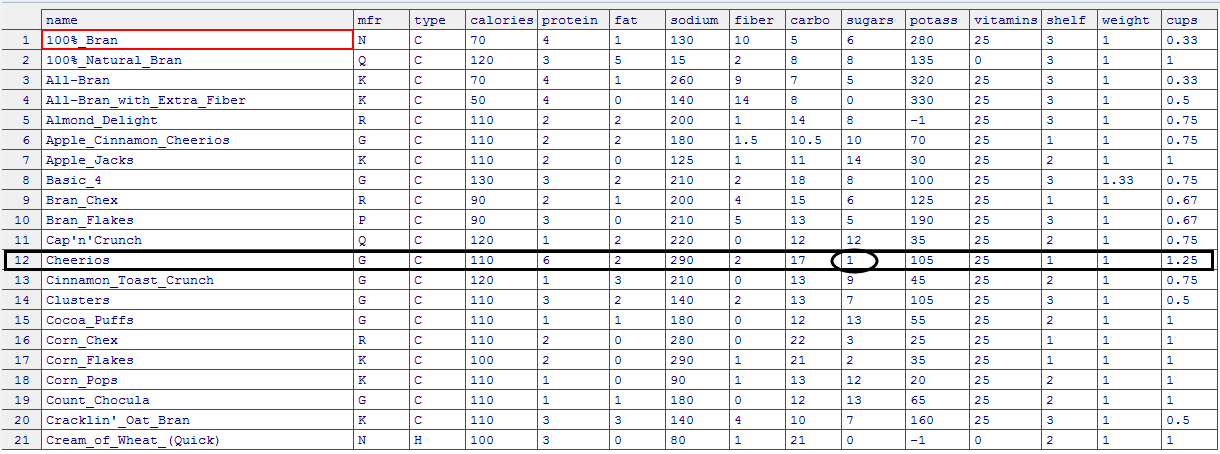 name mfr type calories protein fat sodium fiber carbo sugars potass vitamins shelf weight cups
1 100%_Bran N C 70 4 1 130 10 5 6 280 25 3 1 0.33
2 100%_Natural_Bran Q C 120 3 5 15 2 8 8 135 0 3 1 1
3 All-Bran K C 70 4 1 260 9 7 5 320 25 3 1 0.33
4 All-Bran_with_Extra_Fiber K C 50 4 0 140 14 8 0 330 25 3 1 0.5
5 Almond_Delight R C 110 2 2 200 1 14 8 -1 25 3 1 0.75
6 Apple_Cinnamon_Cheerios G C 110 2 2 180 1.5 10.5 10 70 25 1 1 0.75
7 Apple_Jacks K C 110 2 0 125 1 11 14 30 25 2 1 1
8 Basic_4 G C 130 3 2 210 2 18 8 100 25 3 1.33 0.75
9 Bran_Chex R C 90 2 1 200 4 15 6 125 25 1 1 0.67
10 Bran_Flakes P C 90 3 0 210 5 13 5 190 25 3 1 0.67
11 Cap'n'Crunch Q C 120 1 2 220 0 12 12 35 25 2 1 0.75
12 Cheerios G C 110 6 2 290 2 17 1 105 25 1 1 1.25
13 Cinnamon_Toast_Crunch G C 120 1 3 210 0 13 9 45 25 2 1 0.75
14 Clusters G C 110 3 2 140 2 13 7 105 25 3 1 0.5
15 Cocoa_Puffs G C 110 1 1 180 0 12 13 55 25 2 1 1
16 Corn_Chex R C 110 2 0 280 0 22 3 25 25 1 1 1
17 Corn_Flakes K C 100 2 0 290 1 21 2 35 25 1 1 1
18 Corn_Pops K C 110 1 0 90 1 13 12 20 25 2 1 1
19 Count_Chocula G C 110 1 1 180 0 12 13 65 25 2 1 1
20 Cracklin'_Oat_Bran K C 110 3 3 140 4 10 7 160 25 3 1 0.5
21 Cream_of_Wheat_(Quick) N H 100 3 0 80 1 21 0 -1 0 2 1 1